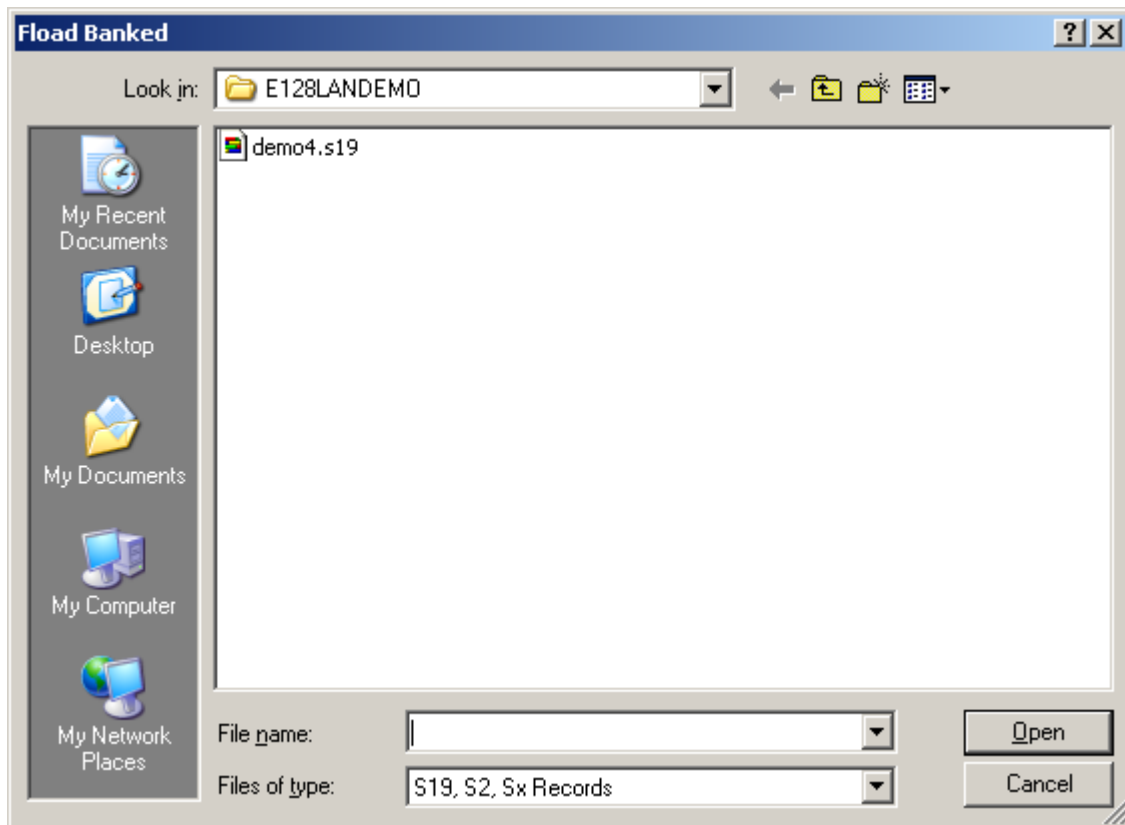 Fload Banked
Look in:
E128LANDEMO
demo4.s19
My Recent
Documents
Desktop
My Documents
My Computer
My Network
Places
File name:
Open
Files of type:
S19, S2, Sx Records
Cancel